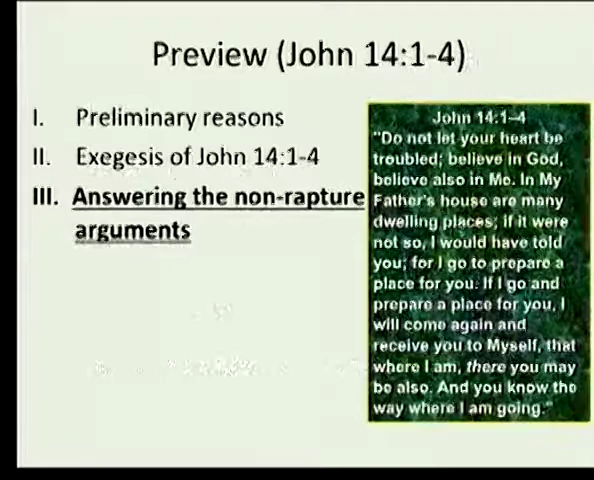 Preview (John 14:1-4)
I. Preliminary reasons
II. Exegesis of John 14:1-4
III. Answering the non-rapture
arguments
John 14:1–4
"Do not let your heart be
troubled; believe in God,
believe also in Me. In My
Father's house are many
dwelling places; if it were
not so, I would have told
you; for I go to prepare a
place for you. If I go and
prepare a place for you, I
will come again and
receive you to Myself, that
where I am, there you may
be also. And you know the
way where I am going."